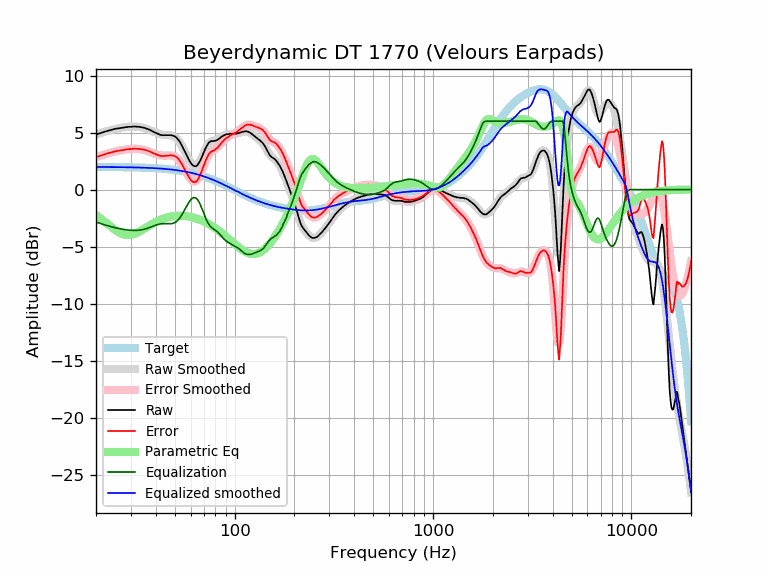 Beyerdynamic DT 1770 (Velours Earpads)
Amplitude (dBr)
10
5
0
−5
−10
−15
−20
−25
Target
Raw Smoothed
Error Smoothed
Raw
Error
Parametric Eq
Equalization
Equalized smoothed
100
1000
10000
Frequency (Hz)